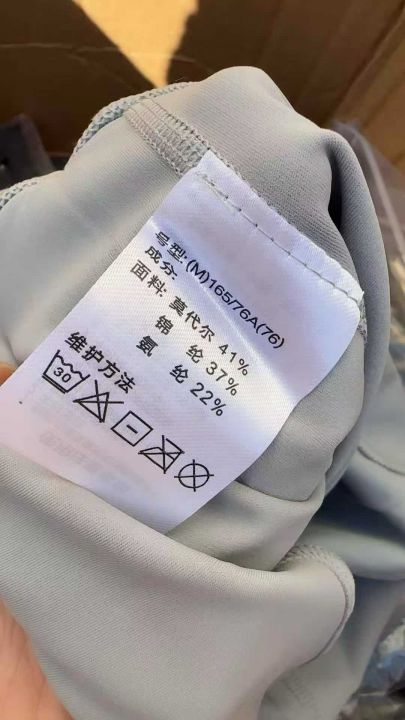 号型: (M)165/76A(76)
成分:
面料: 莫代尔 41%
锦 纶 37%
氨 纶 22%
维护方法
30